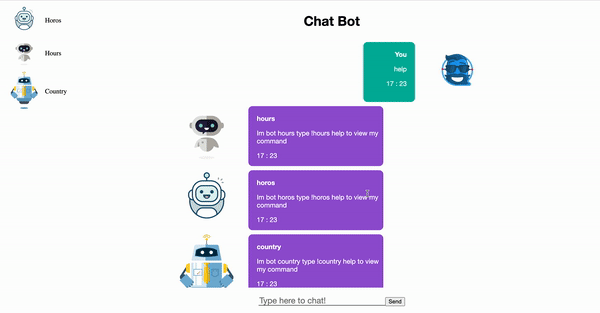 Horos
Hours
Country
Chat Bot
You
help
17 : 23
hours
Im bot hours type !hours help to view my
command
17 : 23
horos
Im bot horos type !horos help to view my
command
17 : 23
country
Im bot country type !country help to view
my command
17 : 23
Type here to chat!
Send